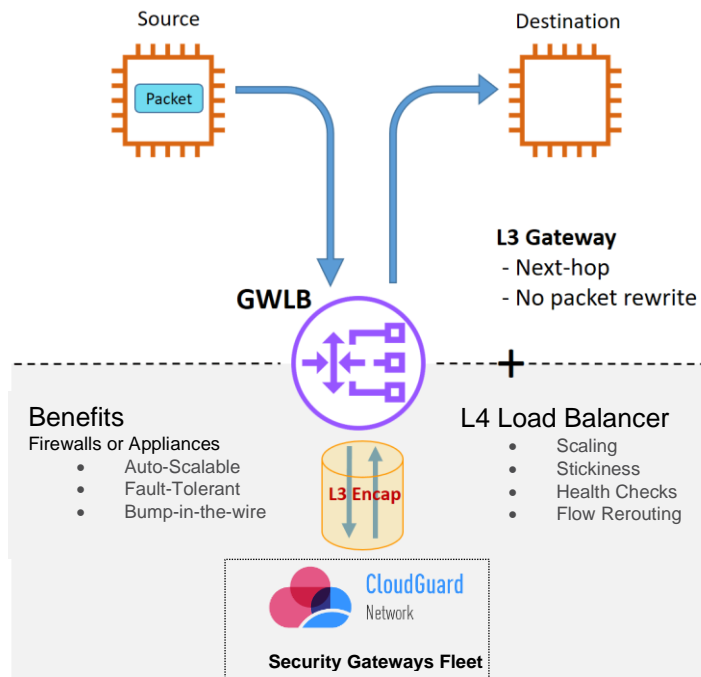 Source
Destination
Packet
L3 Gateway
- Next-hop
- No packet rewrite
GWLB
+
Benefits
Firewalls or Appliances
• Auto-Scalable
• Fault-Tolerant
• Bump-in-the-wire
L4 Load Balancer
• Scaling
• Stickiness
• Health Checks
• Flow Rerouting
L3 Encap
CloudGuard
Network
Security Gateways Fleet